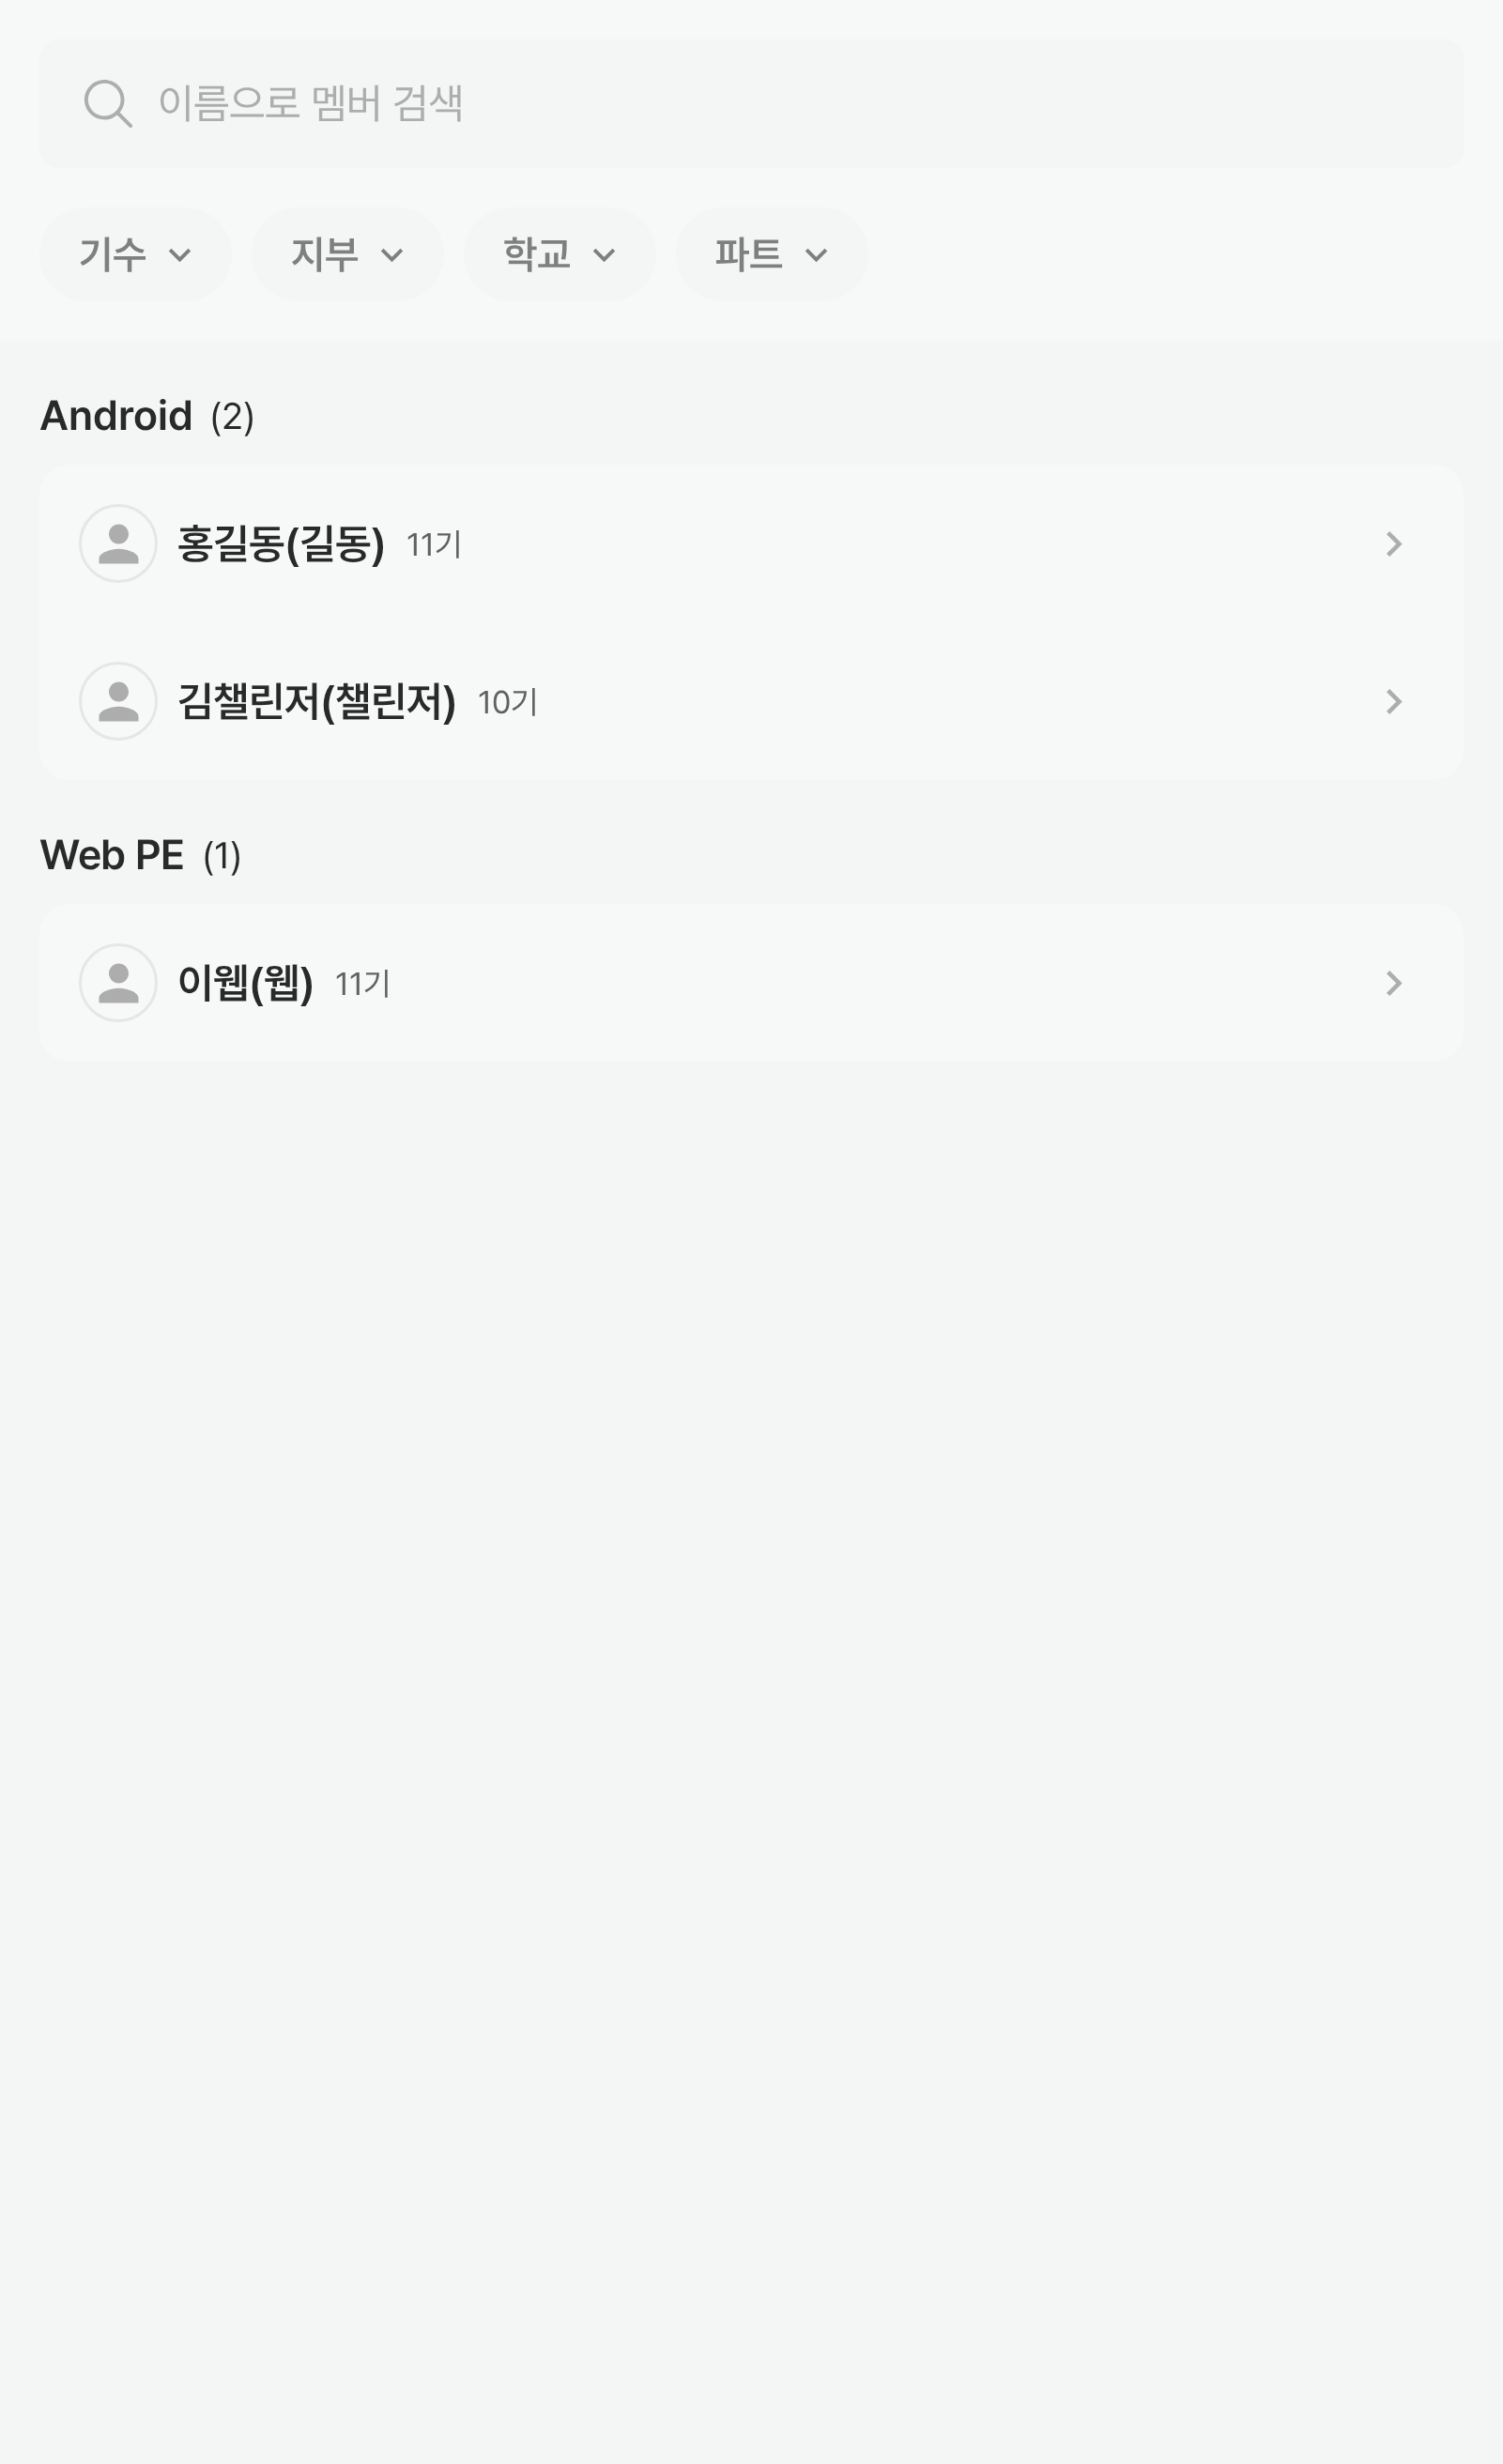 이름으로 멤버 검색
기수 지부 학교 파트
Android (2)
홍길동(길동) 11기
김챌린저(챌린저) 10기
Web PE (1)
이웹(웹) 11기